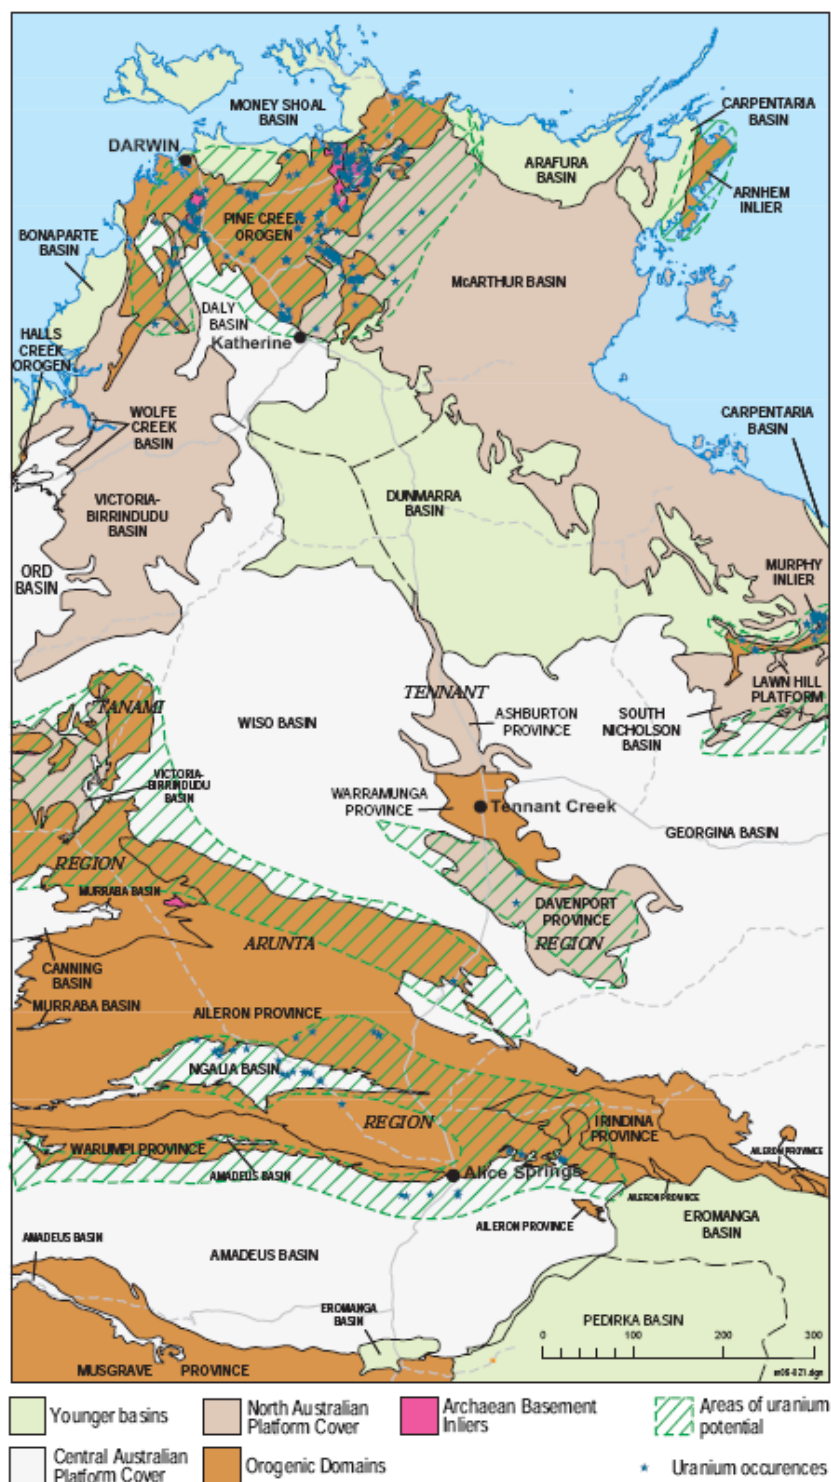 MONEY SHOAL
BASIN
CARPENTARIA
BASIN
DARWIN
ARAFURA
BASIN
ARNHEM
INLIER
PINE CREEK
OROGEN
BONAPARTE
BASIN
McARTHUR BASIN
DALY
BASIN
Katherine
HALLS
CREEK
OROGEN
WOLFE
CREEK
BASIN
CARPENTARIA
BASIN
VICTORIA-
BIRRINDUDU
BASIN
DUNMARRA
BASIN
ORD
BASIN
MURPHY
INLIER
TENNANT
LAWN HILL
PLATFORM
TANAMI
WISO BASIN
ASHBURTON
PROVINCE
SOUTH
NICHOLSON
BASIN
VICTORIA-
BIRRINDUDU
BASIN
WARRAMUNGA
PROVINCE
Tennant Creek
GEORGINA BASIN
REGION
MURRABA BASIN
DAVENPORT
PROVINCE
REGION
ARUNTA
CANNING
BASIN
MURRABA BASIN
AILERON PROVINCE
NGALIA BASIN
REGION
IRINDINA
PROVINCE
WARUMPI PROVINCE
AILERON PROVINCE
AMADEUS BASIN
Alice Springs
AILERON PROVINCE
AILERON PROVINCE
EROMANGA
BASIN
AMADEUS BASIN
AMADEUS BASIN
EROMANGA
BASIN
PEDIRKA BASIN
0 100 200 300
MUSGRAVE PROVINCE
m06-021.dgn
Younger basins
North Australian
Platform Cover
Archaean Basement
Inliers
Areas of uranium
potential
Central Australian
Platform Cover
Orogenic Domains
Uranium occurences